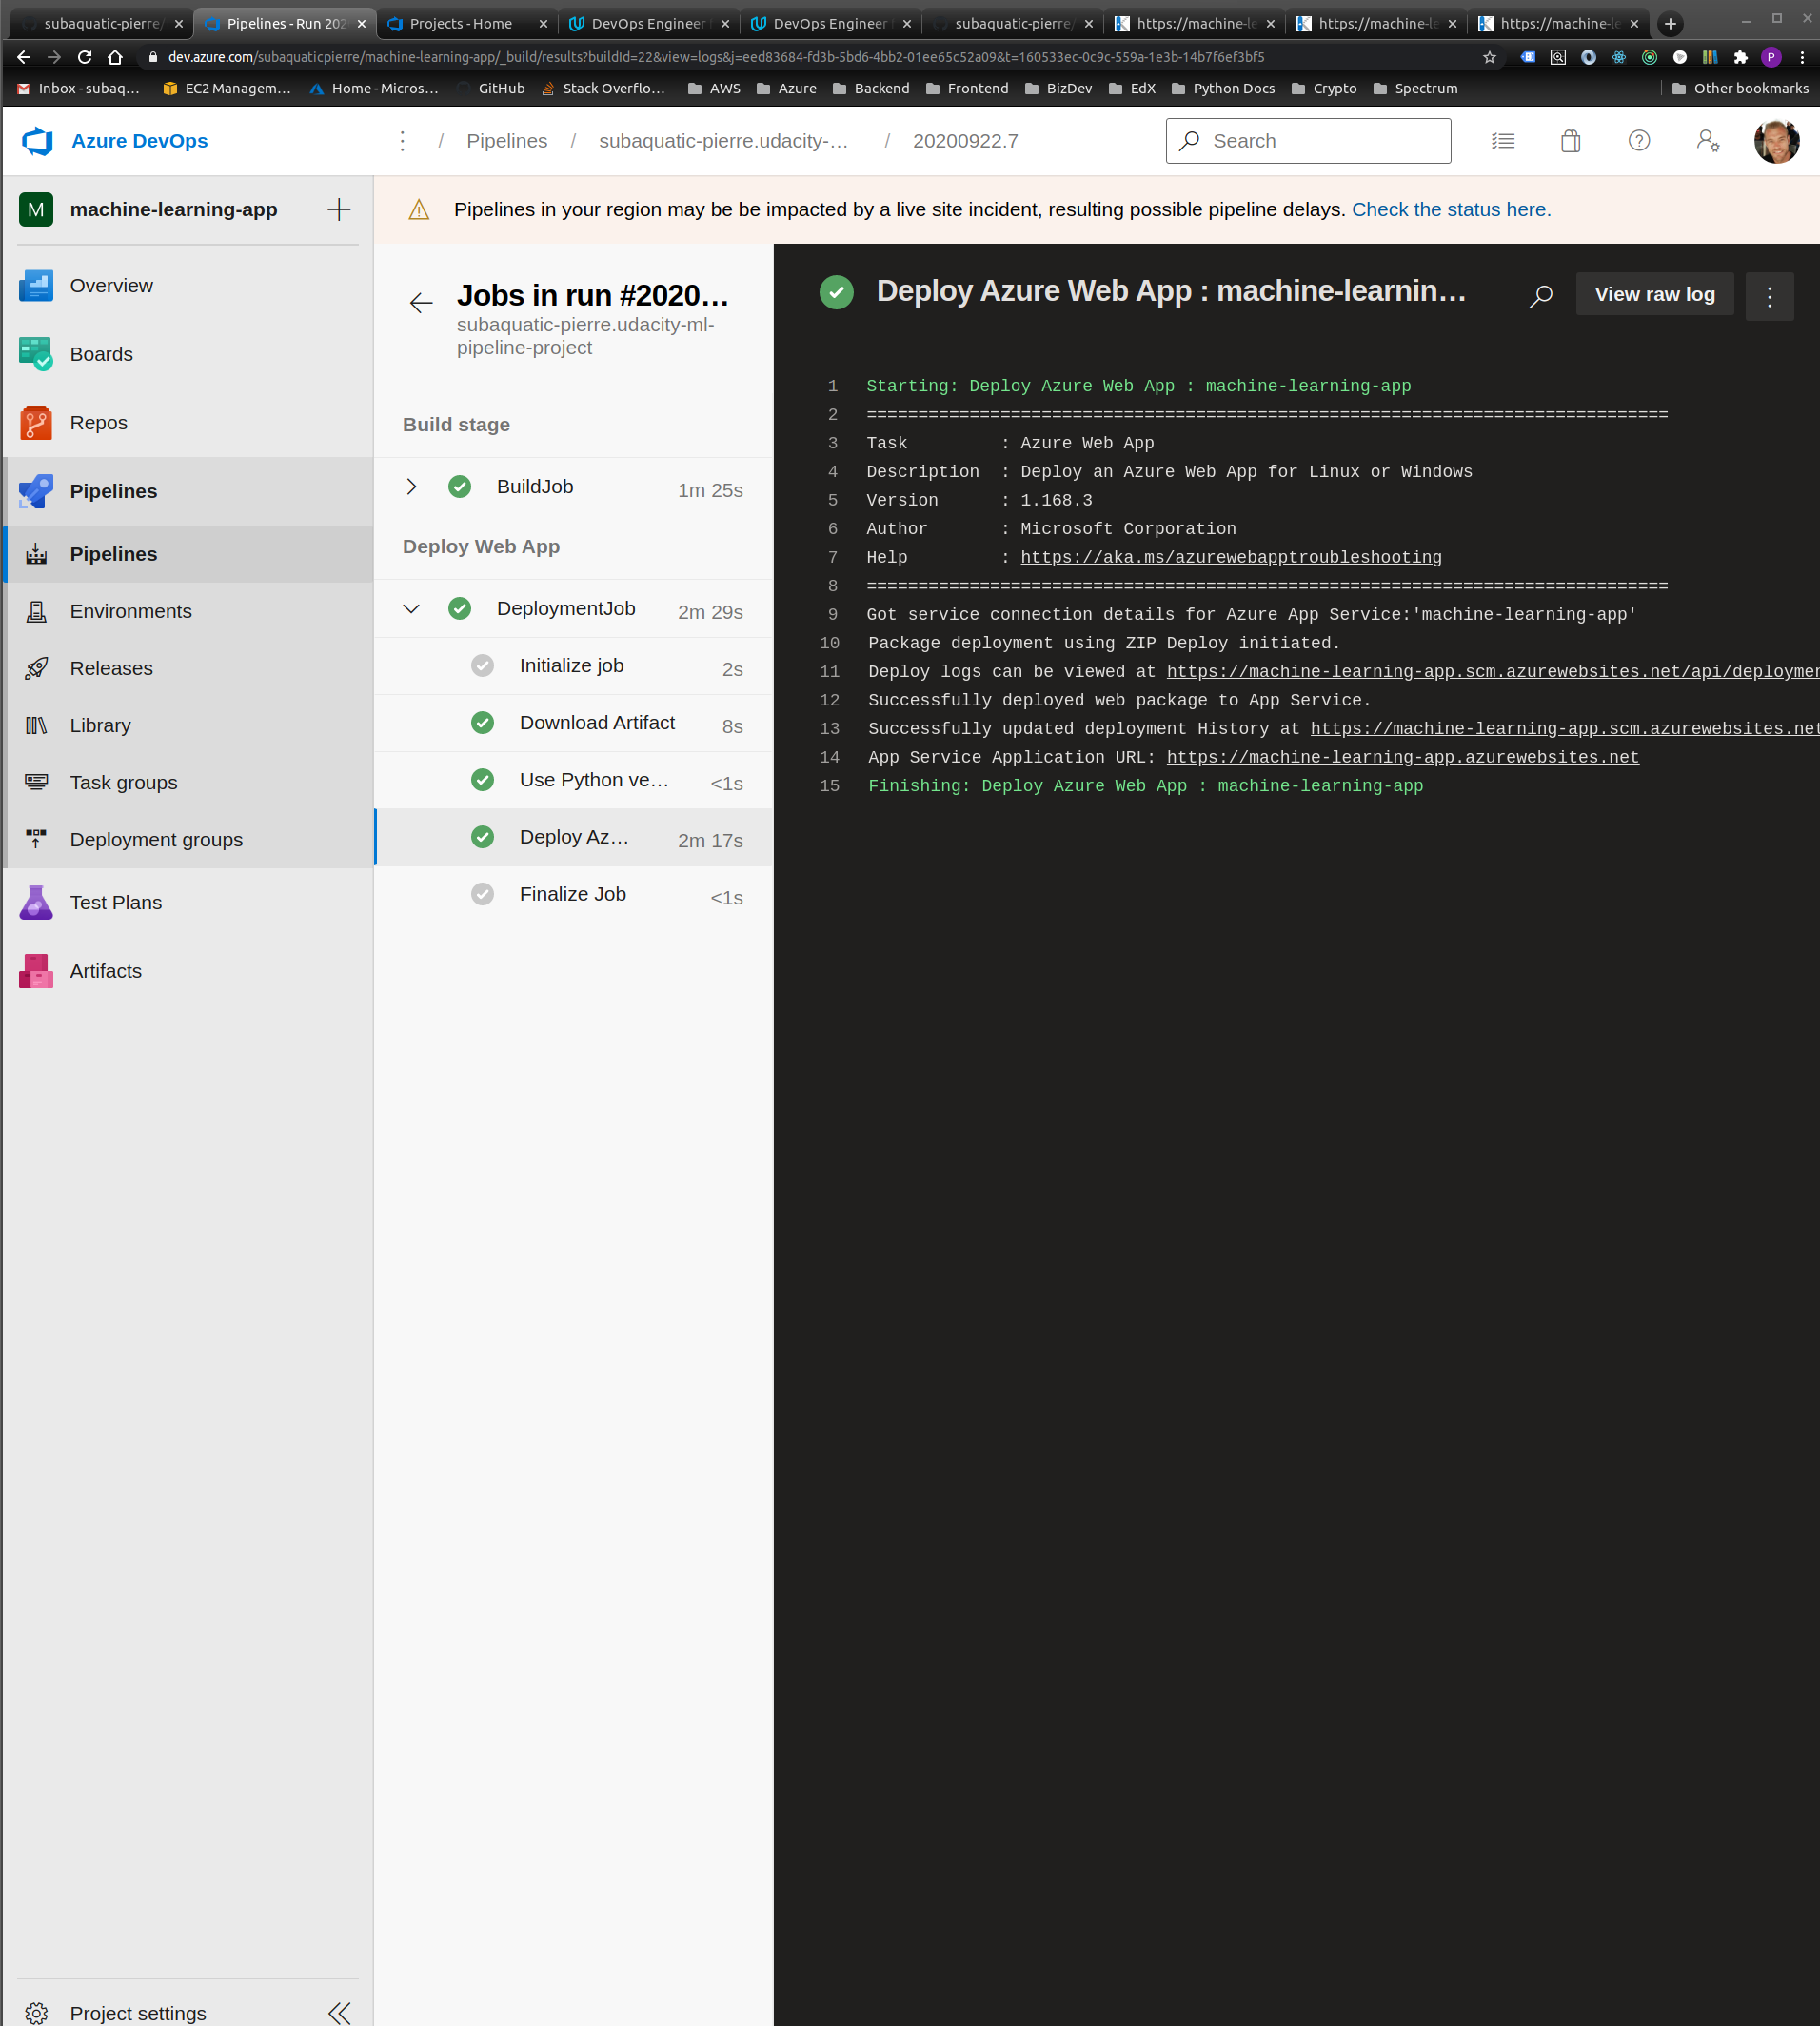 subaquatic-pierre/
Pipelines - Run 202
Projects - Home
DevOps Engineer
DevOps Engineer
subaquatic-pierre/
https://machine-le
https://machine-le
https://machine-le
dev.azure.com/subaquaticpierre/machine-learning-app/_build/results?buildId=22&view=logs&j=eed83684-fd3b-5bd6-4bb2-01ee65c52a09&t=160533ec-0c9c-559a-1e3b-14b7f6ef3bf5
P
Inbox - subaq...
EC2 Managem...
Home - Micros...
GitHub
Stack Overflo...
AWS
Azure
Backend
Frontend
BizDev
EdX
Python Docs
Crypto
Spectrum
Other bookmarks
Azure DevOps
/ Pipelines / subaquatic-pierre.udacity-... / 20200922.7
Search
M machine-learning-app
Overview
Boards
Repos
Pipelines
Pipelines
Environments
Releases
Library
Task groups
Deployment groups
Test Plans
Artifacts
Project settings
Pipelines in your region may be be impacted by a live site incident, resulting possible pipeline delays. Check the status here.
Jobs in run #2020...
subaquatic-pierre.udacity-ml-
pipeline-project
Build stage
BuildJob 1m 25s
Deploy Web App
DeploymentJob 2m 29s
Initialize job 2s
Download Artifact 8s
Use Python ve... <1s
Deploy Az... 2m 17s
Finalize Job <1s
Deploy Azure Web App : machine-learnin...
View raw log
1 Starting: Deploy Azure Web App : machine-learning-app
2 ==============================================================================
3 Task         : Azure Web App
4 Description  : Deploy an Azure Web App for Linux or Windows
5 Version      : 1.168.3
6 Author       : Microsoft Corporation
7 Help         : https://aka.ms/azurewebapptroubleshooting
8 ==============================================================================
9 Got service connection details for Azure App Service:'machine-learning-app'
10 Package deployment using ZIP Deploy initiated.
11 Deploy logs can be viewed at https://machine-learning-app.scm.azurewebsites.net/api/deploymen
12 Successfully deployed web package to App Service.
13 Successfully updated deployment History at https://machine-learning-app.scm.azurewebsites.net
14 App Service Application URL: https://machine-learning-app.azurewebsites.net
15 Finishing: Deploy Azure Web App : machine-learning-app